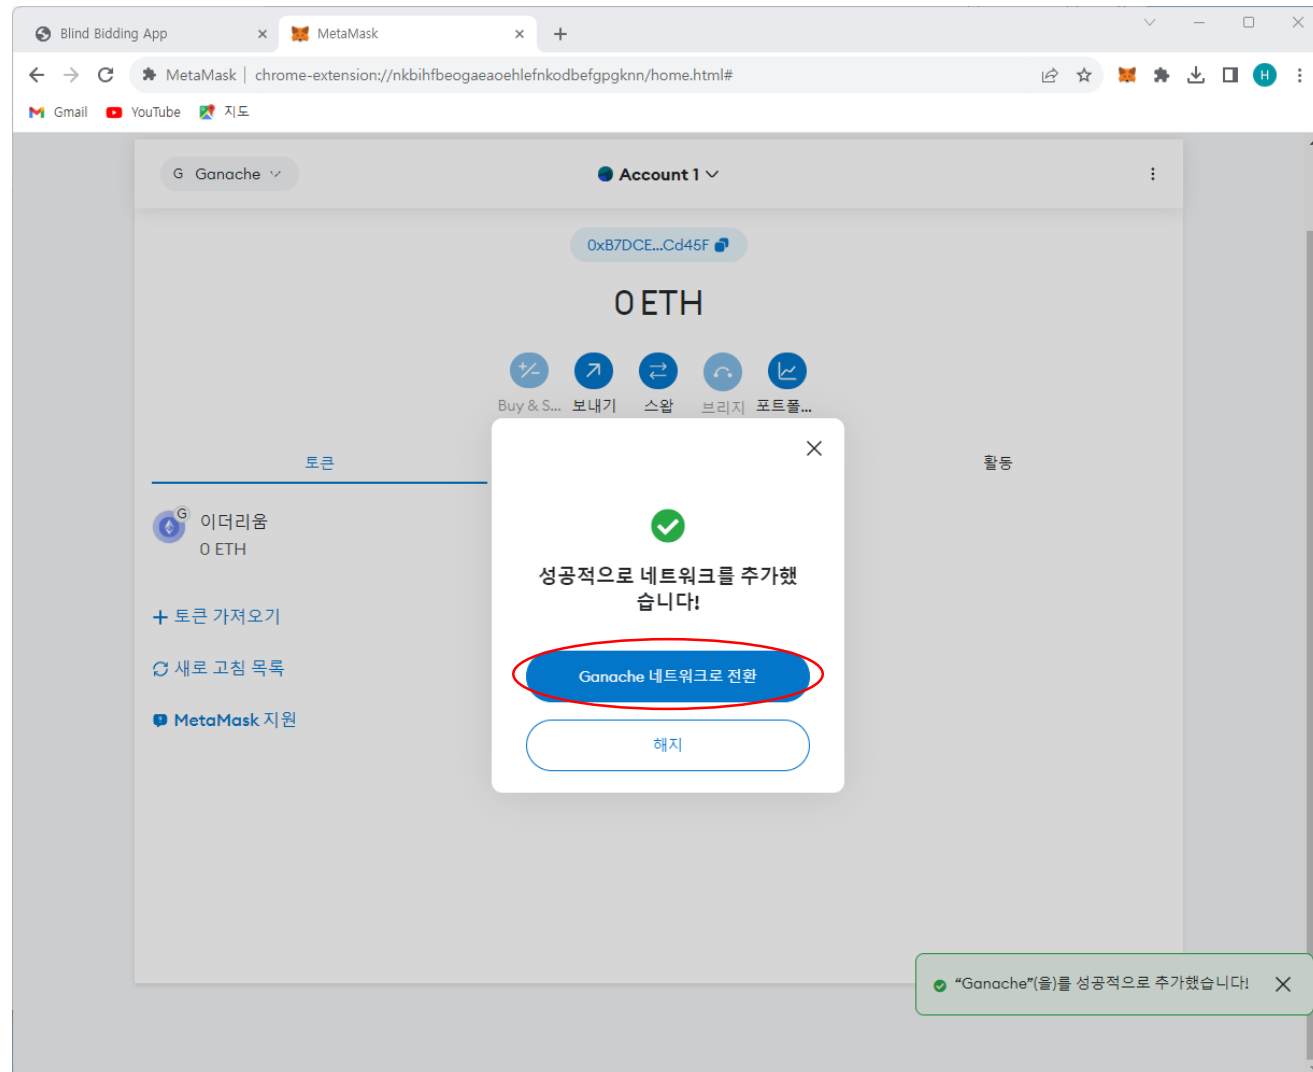 Blind Bidding App
MetaMask
MetaMask | chrome-extension://nkbihfbeogaeaoehlefnkodbefgpgknn/home.html#
H
Gmail YouTube 지도
G Ganache
Account 1
0xB7DCE...Cd45F
0 ETH
Buy & S... 보내기 스왑 브리지 포트폴...
토큰
활동
G
이더리움
0 ETH
+ 토큰 가져오기
새로 고침 목록
MetaMask 지원
성공적으로 네트워크를 추가했
습니다!
Ganache 네트워크로 전환
해지
“Ganache”(을)를 성공적으로 추가했습니다!